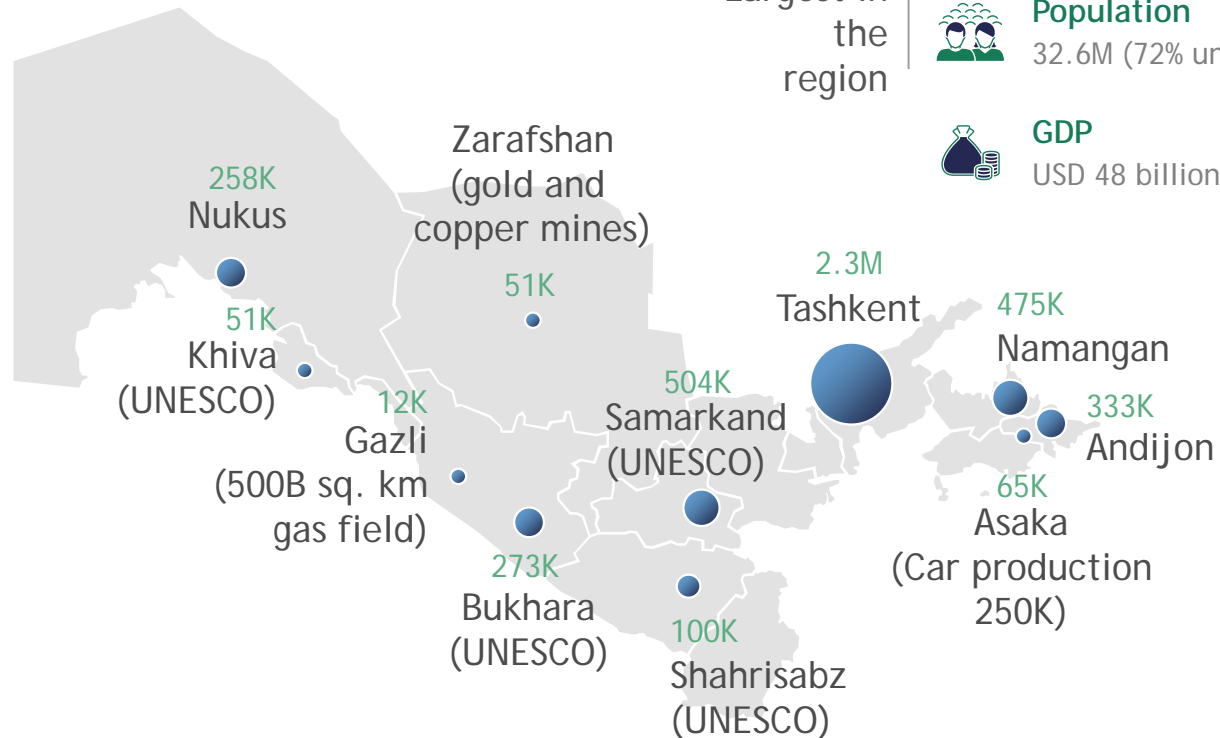 the
region
Population
32.6M (72%
GDP
USD 48 billion
258K
Nukus
Zarafshan
(gold and
copper mines)
51K
51K
Khiva
(UNESCO)
12K
Gazli
(500B sq. km
gas field)
273K
Bukhara
(UNESCO)
504K
Samarkand
(UNESCO)
100K
Shahrisabz
(UNESCO)
2.3M
Tashkent
475K
Namangan
333K
Andijon
65K
Asaka
(Car production
250K)